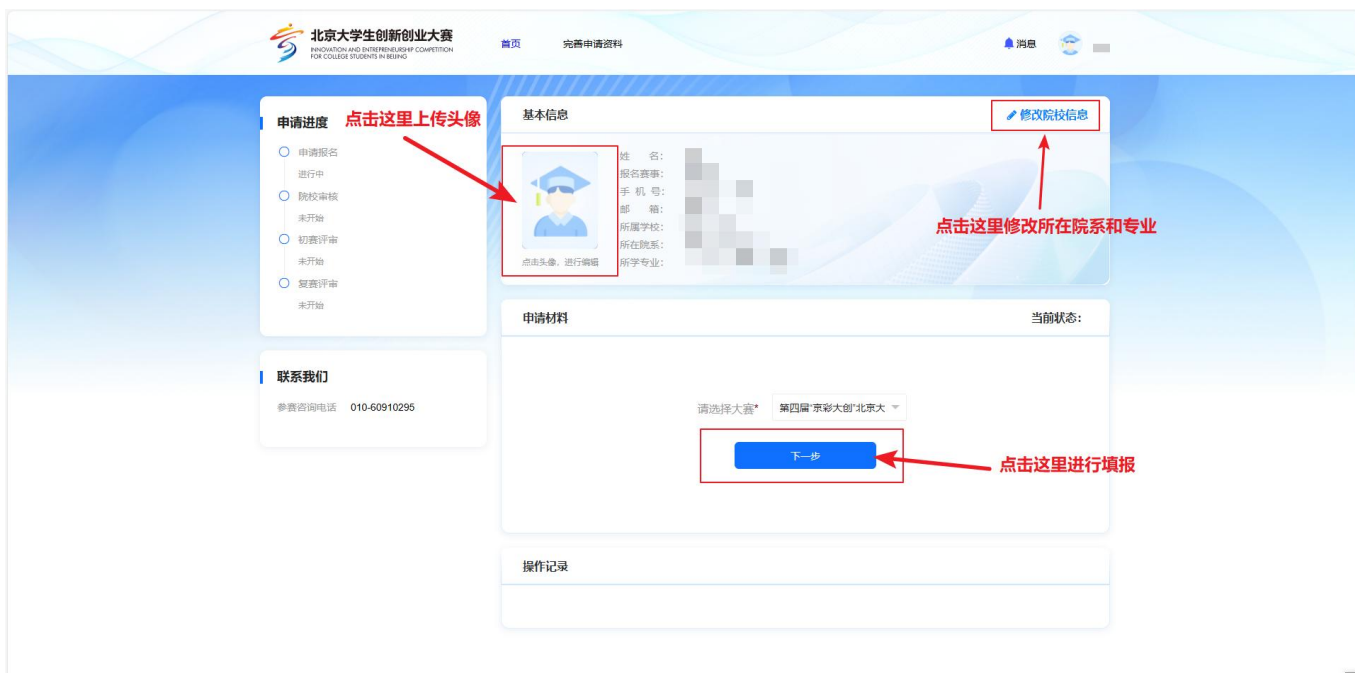 北京大学生创新创业大赛
INNOVATION AND ENTREPRENEURSHIP COMPETITION
FOR COLLEGE STUDENTS IN BEIJING
首页
完善申请资料
消息
申请进度
点击这里上传头像
申请报名
进行中
院校审核
未开始
初赛评审
未开始
复赛评审
未开始
联系我们
参赛咨询电话 010-60910295
基本信息
修改院校信息
姓 名：
报名赛事：
手 机 号：
邮 箱：
所属学校：
所在院系：
所学专业：
点击头像，进行编辑
点击这里修改所在院系和专业
申请材料
当前状态：
请选择大赛* 第四届"京彩大创"北京大
下一步
点击这里进行填报
操作记录